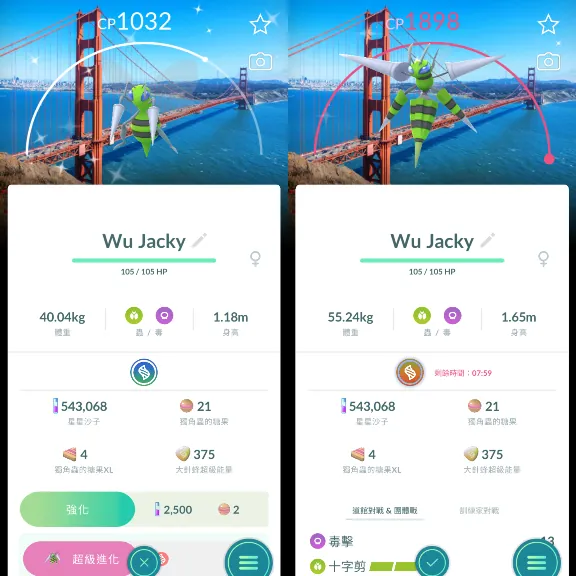 CP1032
Wu Jacky
105 / 105 HP
40.04kg
體重
蟲 / 毒
1.18m
身高
543,068
星星沙子
21
獨角蟲的糖果
4
獨角蟲的糖果XL
375
大針蜂超級能量
強化
2,500
2
超級進化
CP1898
Wu Jacky
105 / 105 HP
55.24kg
體重
蟲 / 毒
1.65m
身高
剩餘時間：07:59
543,068
星星沙子
21
獨角蟲的糖果
4
獨角蟲的糖果XL
375
大針蜂超級能量
道館對戰 & 團體戰
訓練家對戰
毒擊
13
十字剪